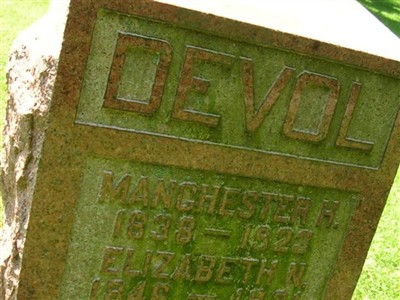 DEVOL
MANCHESTER H.
1838 – 1923
ELIZABETH N.